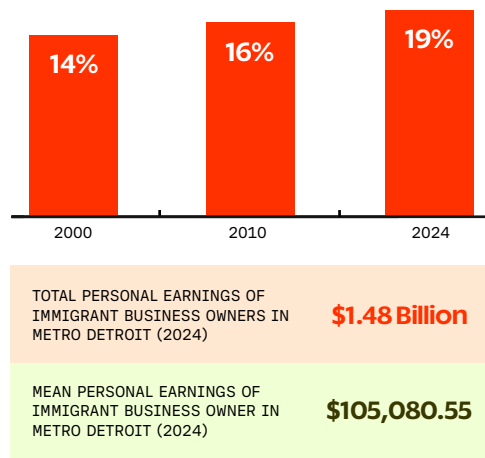 14%
16%
19%
2000
2010
2024
TOTAL PERSONAL EARNINGS OF
IMMIGRANT BUSINESS OWNERS IN
METRO DETROIT (2024)
$1.48 Billion
MEAN PERSONAL EARNINGS OF
IMMIGRANT BUSINESS OWNER IN
METRO DETROIT (2024)
$105,080.55